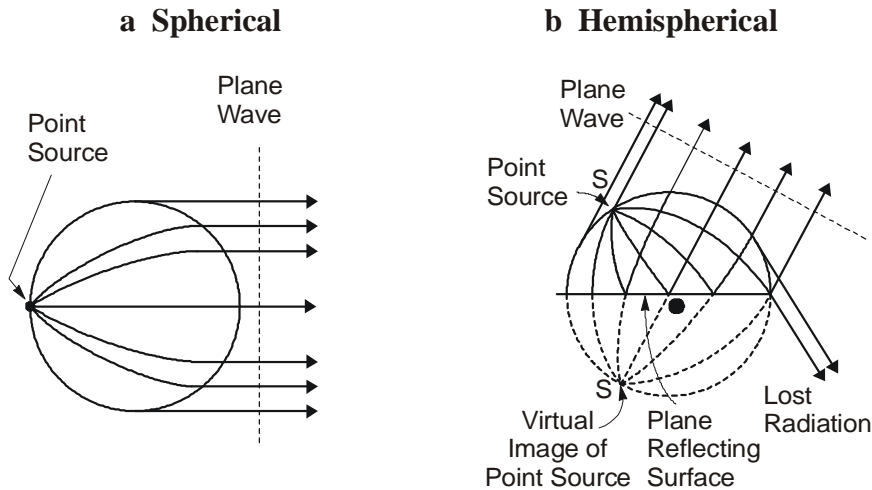 a Spherical
Plane
Wave
Point
Source
b Hemispherical
Plane
Wave
Point
Source
S
S
Lost
Radiation
Virtual
Image of
Point Source
Plane
Reflecting
Surface